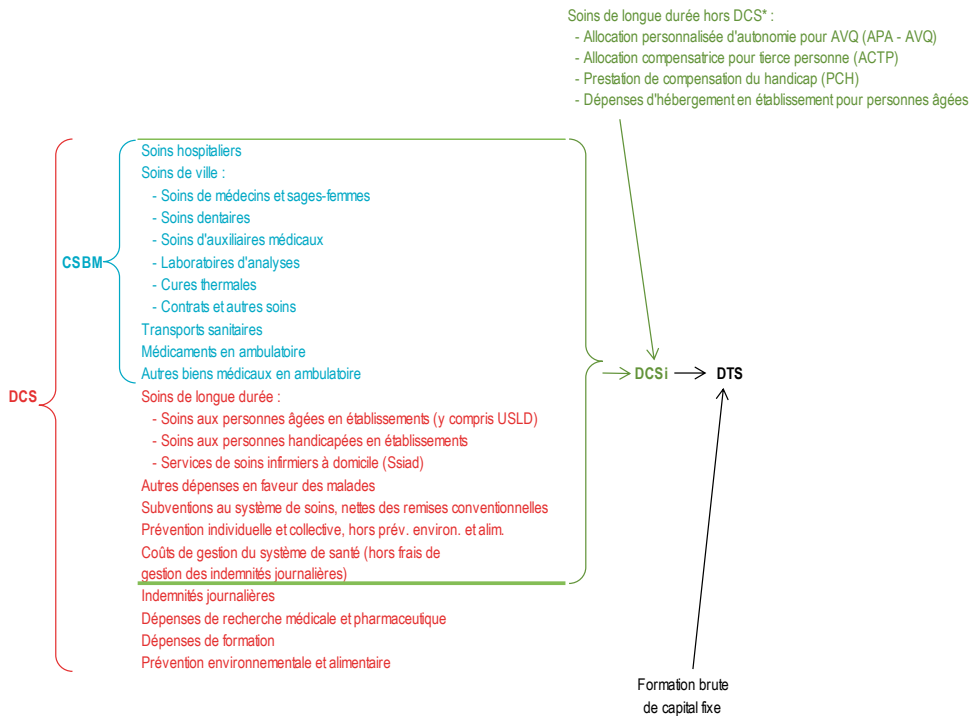 Soins de longue durée hors DCS* :
- Allocation personnalisée d'autonomie pour AVQ (APA - AVQ)
- Allocation compensatrice pour tierce personne (ACTP)
- Prestation de compensation du handicap (PCH)
- Dépenses d'hébergement en établissement pour personnes âgées
Soins hospitaliers
Soins de ville :
- Soins de médecins et sages-femmes
- Soins dentaires
- Soins d'auxiliaires médicaux
CSBM
- Laboratoires d'analyses
- Cures thermales
- Contrats et autres soins
Transports sanitaires
Médicaments en ambulatoire
Autres biens médicaux en ambulatoire
DCSi
DTS
DCS
Soins de longue durée :
- Soins aux personnes âgées en établissements (y compris USLD)
- Soins aux personnes handicapées en établissements
- Services de soins infirmiers à domicile (Ssiad)
Autres dépenses en faveur des malades
Subventions au système de soins, nettes des remises conventionnelles
Prévention individuelle et collective, hors prév. environ. et alim.
Coûts de gestion du système de santé (hors frais de
gestion des indemnités journalières)
Indemnités journalières
Dépenses de recherche médicale et pharmaceutique
Dépenses de formation
Prévention environnementale et alimentaire
Formation brute
de capital fixe